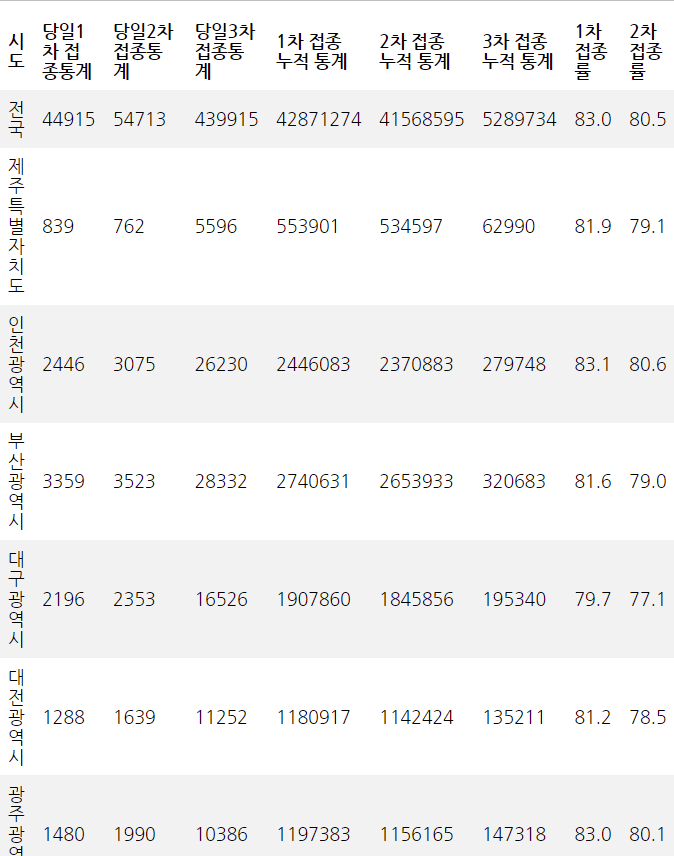 시도 당일1차 접종통계 당일2차 접종통계 당일3차 접종통계 1차 접종 누적 통계 2차 접종 누적 통계 3차 접종 누적 통계 1차 접종률 2차 접종률
전국 44915 54713 439915 42871274 41568595 5289734 83.0 80.5
제주특별자치도 839 762 5596 553901 534597 62990 81.9 79.1
인천광역시 2446 3075 26230 2446083 2370883 279748 83.1 80.6
부산광역시 3359 3523 28332 2740631 2653933 320683 81.6 79.0
대구광역시 2196 2353 16526 1907860 1845856 195340 79.7 77.1
대전광역시 1288 1639 11252 1180917 1142424 135211 81.2 78.5
광주광역 1480 1990 10386 1197383 1156165 147318 83.0 80.1